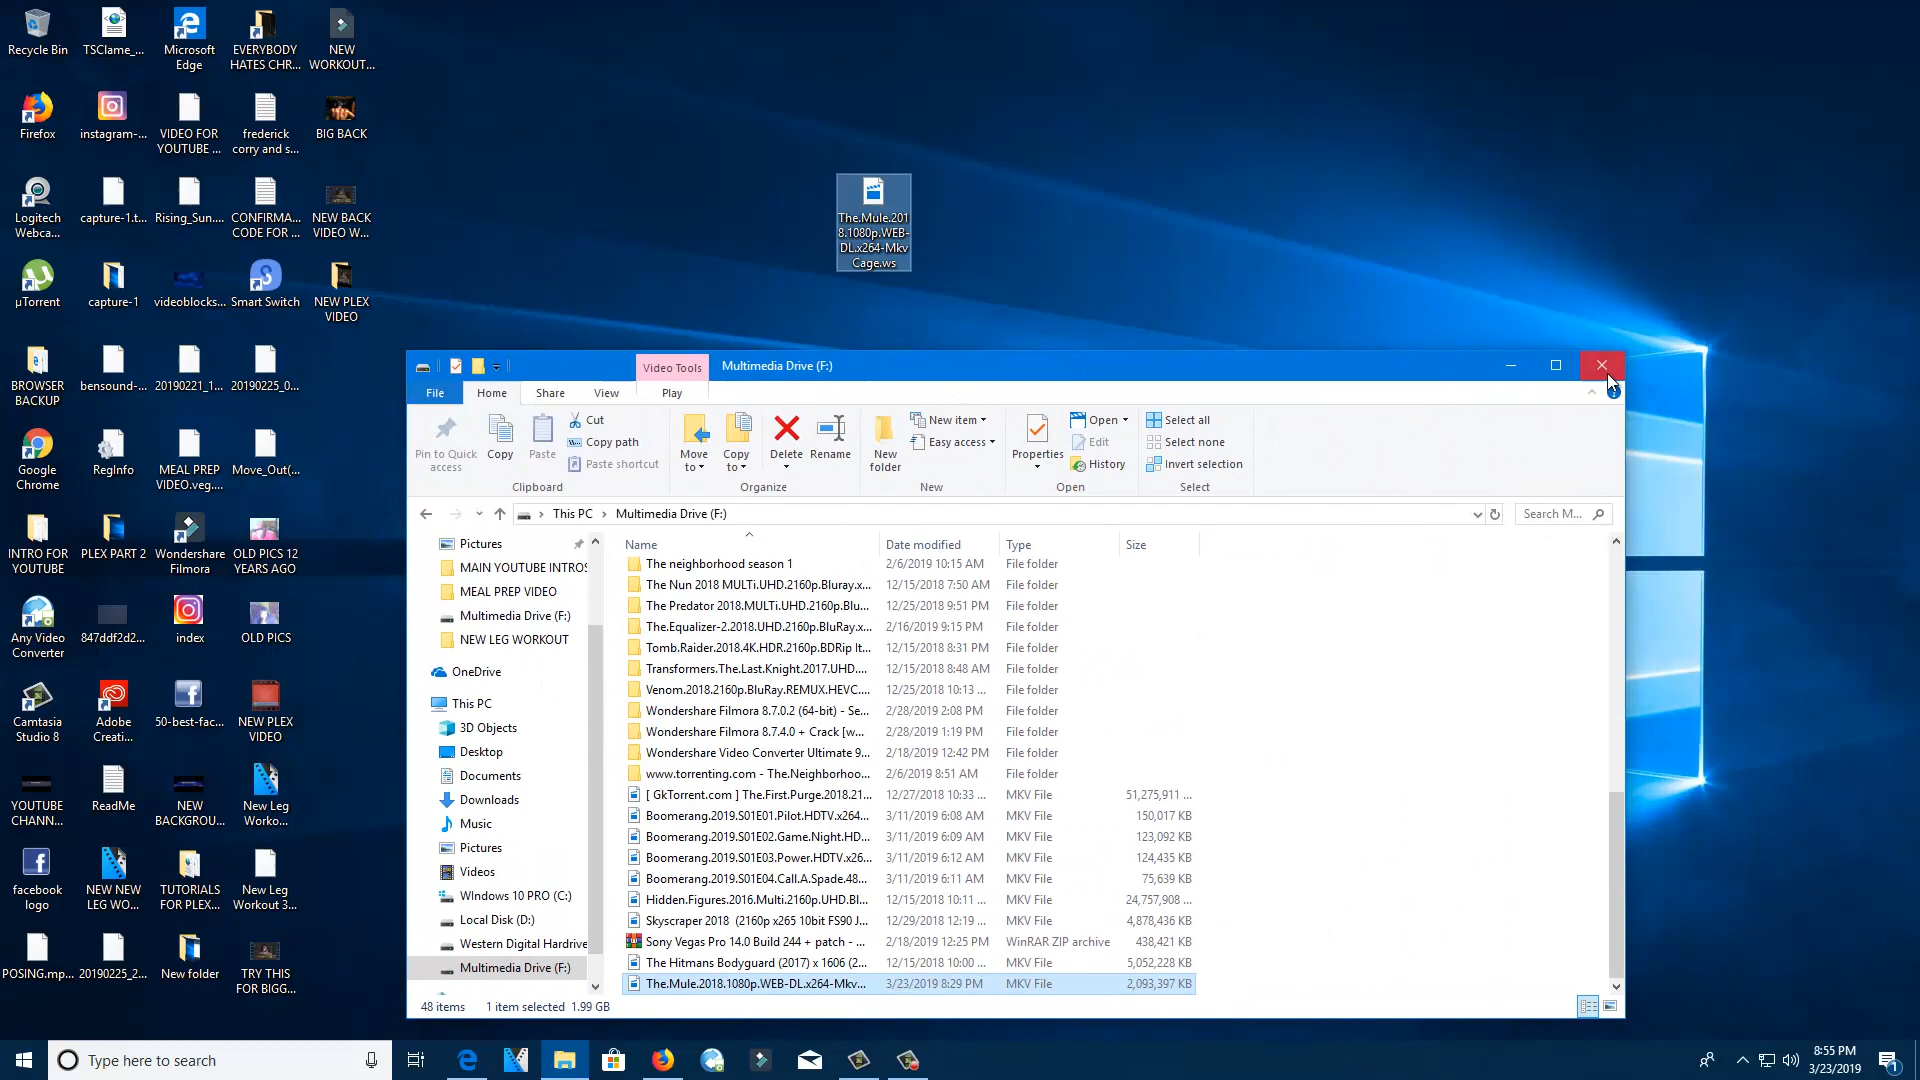 Recycle Bin
TSClame_...
Microsoft
Edge
EVERYBODY
HATES CHR...
NEW
WORKOUT...
Firefox
instagram-...
VIDEO FOR
YOUTUBE ...
frederick
corry and s...
BIG BACK
Logitech
Webca...
capture-1.t...
Rising_Sun....
CONFIRMA...
CODE FOR ...
NEW BACK
VIDEO W...
µTorrent
capture-1
videoblocks...
Smart Switch
NEW PLEX
VIDEO
BROWSER
BACKUP
bensound-...
20190221_1...
20190225_0...
Google
Chrome
RegInfo
MEAL PREP
VIDEO.veg....
Move_Out(...
INTRO FOR
YOUTUBE
PLEX PART 2
Wondershare
Filmora
OLD PICS 12
YEARS AGO
Any Video
Converter
847ddf2d2...
index
OLD PICS
Camtasia
Studio 8
Adobe
Creati...
50-best-fac...
NEW PLEX
VIDEO
YOUTUBE
CHANN...
ReadMe
NEW
BACKGROU...
New Leg
Worko...
facebook
logo
NEW NEW
LEG WO...
TUTORIALS
FOR PLEX...
New Leg
Workout 3...
POSING.mp...
20190225_2...
New folder
TRY THIS
FOR BIGG...
The.Mule.201
8.1080p.WEB-
DL.x264-Mkv
Cage.ws
Video Tools
Multimedia Drive (F:)
File
Home
Share
View
Play
Pin to Quick
access
Copy
Paste
Cut
Copy path
Paste shortcut
Clipboard
Move
to
Copy
to
Delete
Rename
Organize
New
folder
New item
Easy access
New
Properties
Open
Edit
History
Open
Select all
Select none
Invert selection
Select
This PC
Multimedia Drive (F:)
Search M...
Pictures
MAIN YOUTUBE INTROS
MEAL PREP VIDEO
Multimedia Drive (F:)
NEW LEG WORKOUT
OneDrive
This PC
3D Objects
Desktop
Documents
Downloads
Music
Pictures
Videos
WIndows 10 PRO (C:)
Local Disk (D:)
Western Digital Hardrive
Multimedia Drive (F:)
Name Date modified Type Size
The neighborhood season 1 2/6/2019 10:15 AM File folder
The Nun 2018 MULTi.UHD.2160p.Bluray.x... 12/15/2018 7:50 AM File folder
The Predator 2018.MULTi.UHD.2160p.Blu... 12/25/2018 9:51 PM File folder
The.Equalizer-2.2018.UHD.2160p.BluRay.x... 2/16/2019 9:15 PM File folder
Tomb.Raider.2018.4K.HDR.2160p.BDRip It... 12/15/2018 8:31 PM File folder
Transformers.The.Last.Knight.2017.UHD.... 12/15/2018 8:48 AM File folder
Venom.2018.2160p.BluRay.REMUX.HEVC.... 12/25/2018 10:13 ... File folder
Wondershare Filmora 8.7.0.2 (64-bit) - Se... 2/28/2019 2:08 PM File folder
Wondershare Filmora 8.7.4.0 + Crack [w... 2/28/2019 1:19 PM File folder
Wondershare Video Converter Ultimate 9... 2/18/2019 12:42 PM File folder
www.torrenting.com - The.Neighborhoo... 2/6/2019 8:51 AM File folder
[ GkTorrent.com ] The.First.Purge.2018.21... 12/27/2018 10:33 ... MKV File 51,275,911 ...
Boomerang.2019.S01E01.Pilot.HDTV.x264... 3/11/2019 6:08 AM MKV File 150,017 KB
Boomerang.2019.S01E02.Game.Night.HD... 3/11/2019 6:09 AM MKV File 123,092 KB
Boomerang.2019.S01E03.Power.HDTV.x26... 3/11/2019 6:12 AM MKV File 124,435 KB
Boomerang.2019.S01E04.Call.A.Spade.48... 3/11/2019 6:11 AM MKV File 75,639 KB
Hidden.Figures.2016.Multi.2160p.UHD.Bl... 12/15/2018 10:11 ... MKV File 24,757,908 ...
Skyscraper 2018 (2160p x265 10bit FS90 J... 12/29/2018 12:19 ... MKV File 4,878,436 KB
Sony Vegas Pro 14.0 Build 244 + patch - ... 2/18/2019 12:25 PM WinRAR ZIP archive 438,421 KB
The Hitmans Bodyguard (2017) x 1606 (2... 12/15/2018 10:00 ... MKV File 5,052,228 KB
The.Mule.2018.1080p.WEB-DL.x264-Mkv... 3/23/2019 8:29 PM MKV File 2,093,397 KB
48 items 1 item selected 1.99 GB
Type here to search
8:55 PM
3/23/2019
1